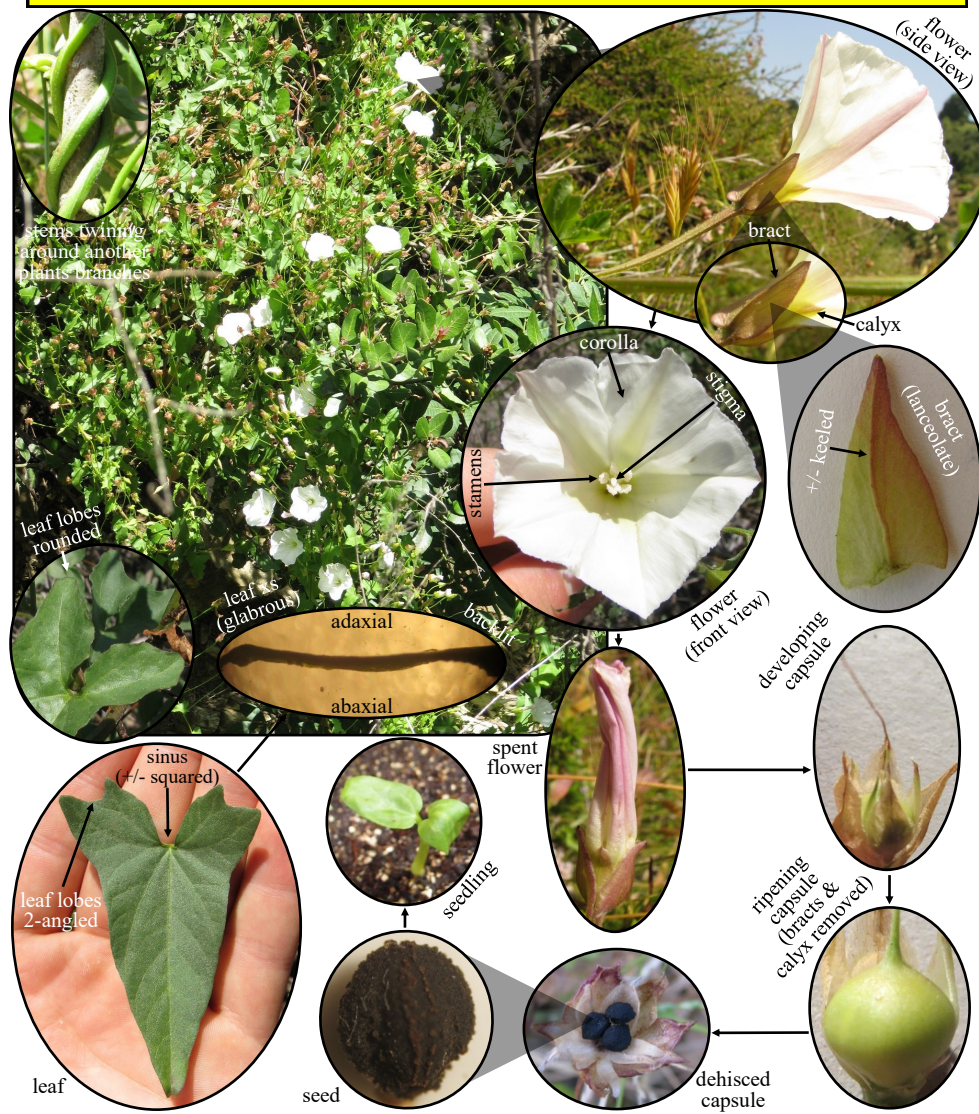 flower
(side view)
stems twining
around another
plants branches
bract
calyx
corolla
stigma
stamens
bract
(lanceolate)
+/- keeled
leaf lobes
rounded
leaf xs
(glabrous)
backlit
adaxial
abaxial
flower
(front view)
developing
capsule
spent
flower
sinus
(+/- squared)
leaf lobes
2-angled
leaf
seedling
ripening
capsule
(bracts &
calyx removed)
seed
dehisced
capsule